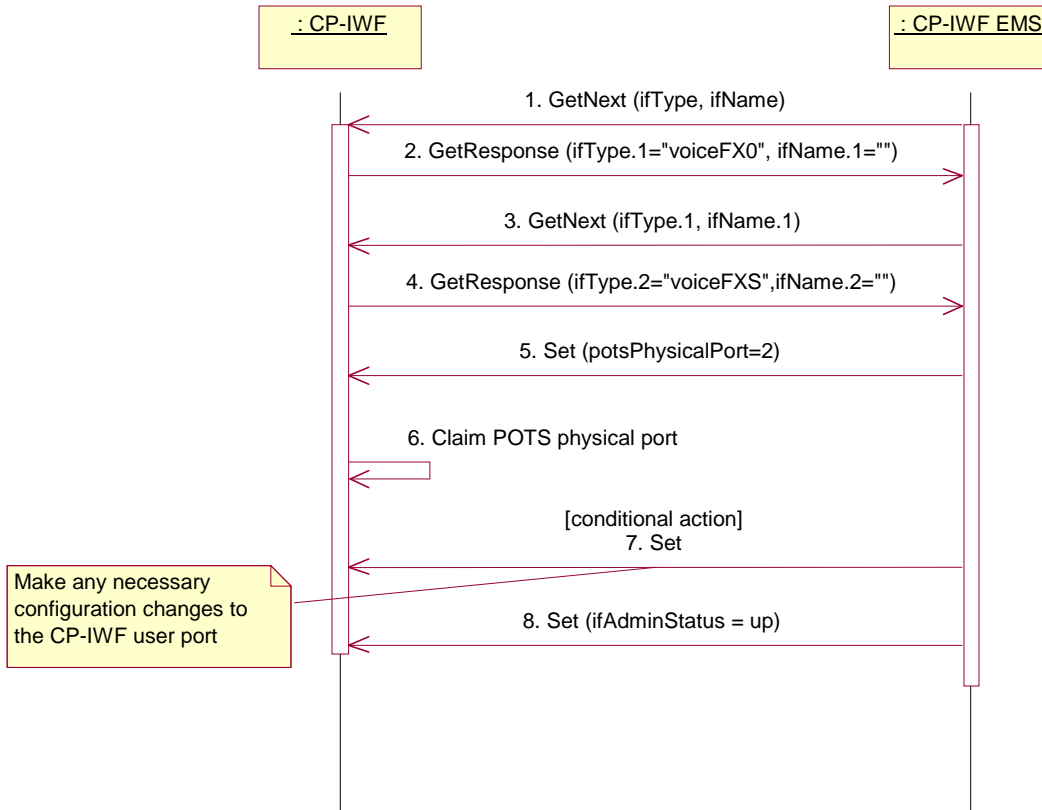 : CP-IWF
: CP-IWF EMS
1. GetNext (ifType, ifName)
2. GetResponse (ifType.1="voiceFX0", ifName.1="")
3. GetNext (ifType.1, ifName.1)
4. GetResponse (ifType.2="voiceFXS",ifName.2="")
5. Set (potsPhysicalPort=2)
6. Claim POTS physical port
[conditional action]
7. Set
Make any necessary
configuration changes to
the CP-IWF user port
8. Set (ifAdminStatus = up)